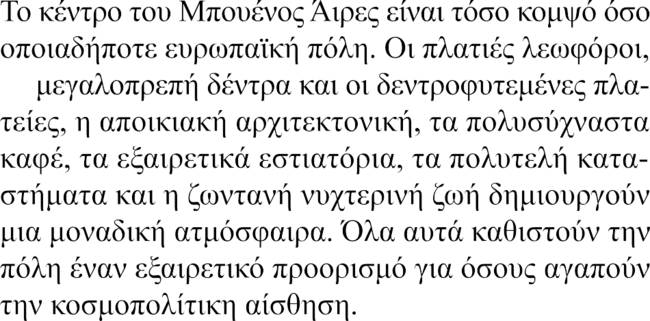 Το κέντρο του Μπουένος Άιρες είναι τόσο κομψό όσο
οποιαδήποτε ευρωπαϊκή πόλη. Οι πλατιές λεωφόροι,
μεγαλοπρεπή δέντρα και οι δεντροφυτεμένες πλα-
τείες, η αποικιακή αρχιτεκτονική, τα πολυσύχναστα
καφέ, τα εξαιρετικά εστιατόρια, τα πολυτελή κατα-
στήματα και η ζωντανή νυχτερινή ζωή δημιουργούν
μια μοναδική ατμόσφαιρα. Όλα αυτά καθιστούν την
πόλη έναν εξαιρετικό προορισμό για όσους αγαπούν
την κοσμοπολίτικη αίσθηση.